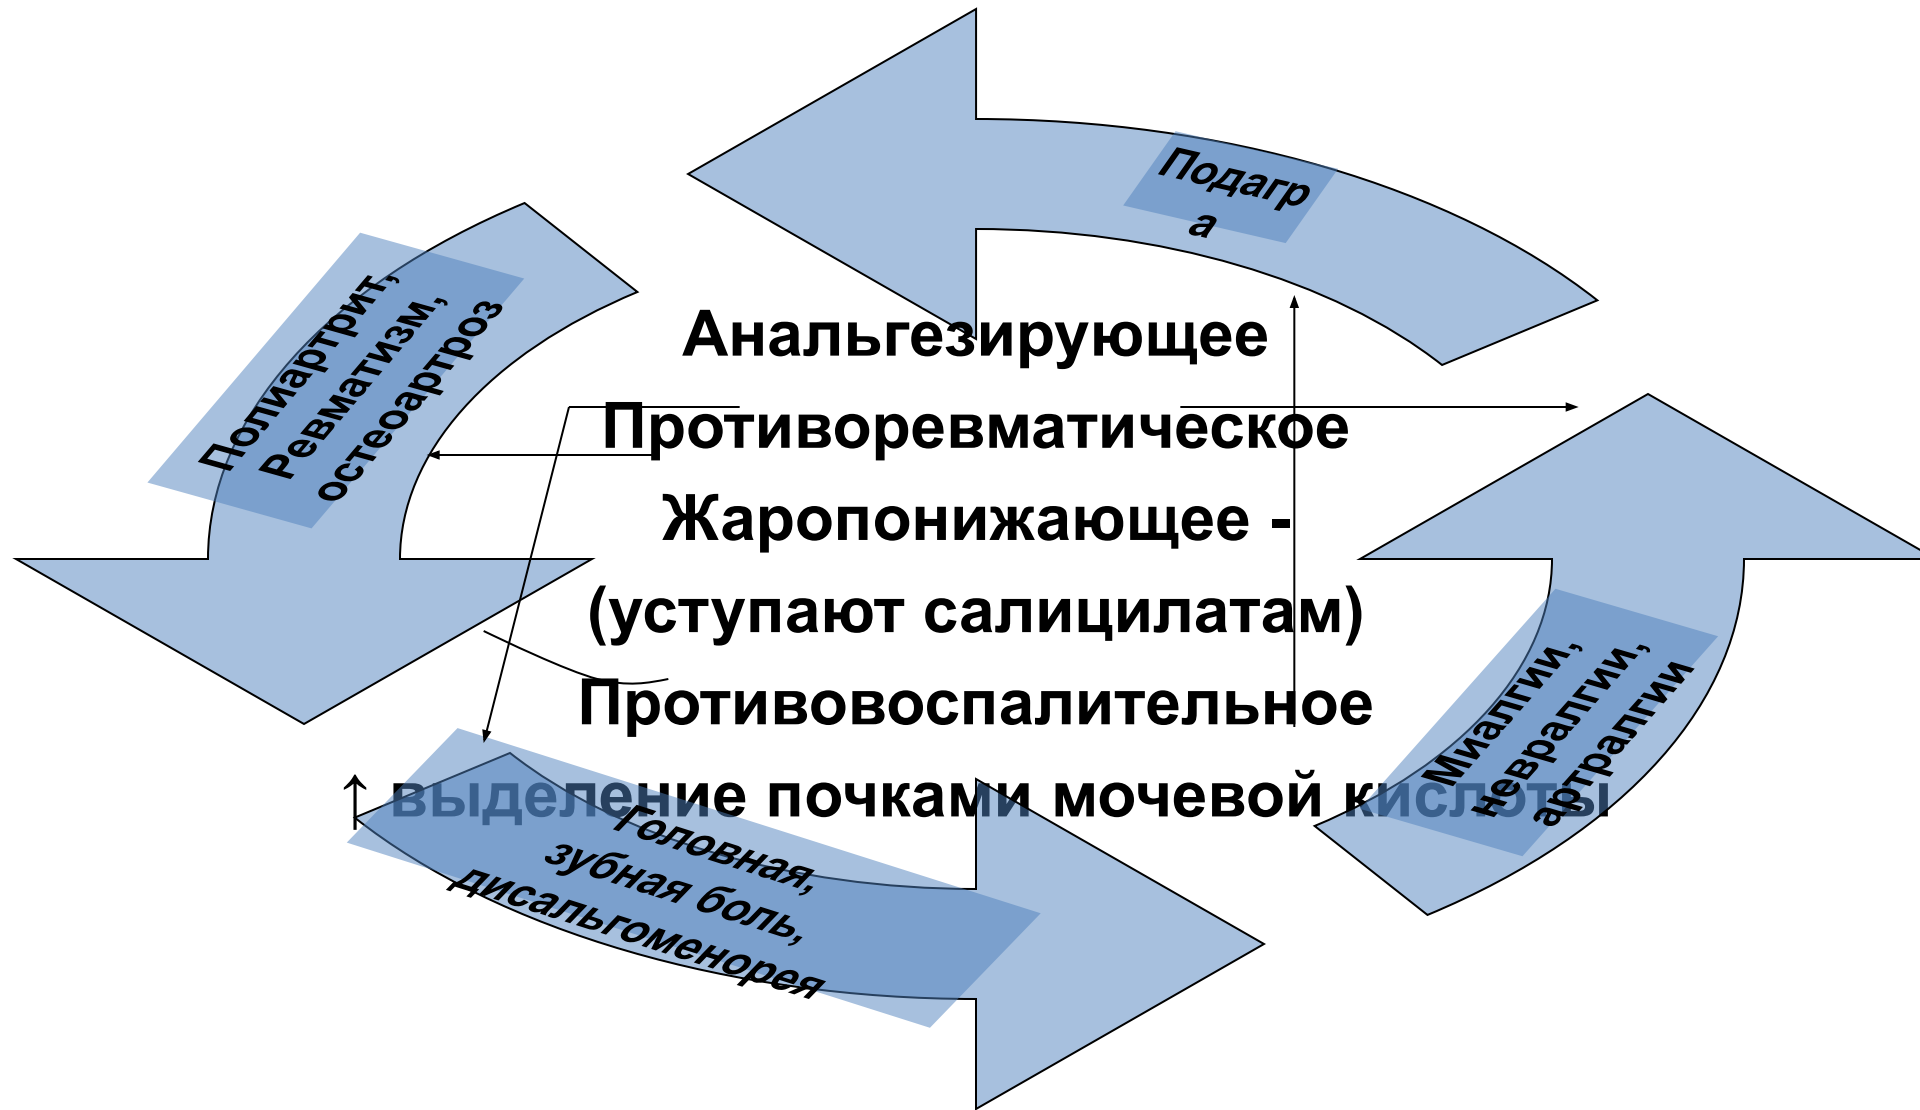 Подагр
а
Полиартрит,
Ревматизм,
остеоартроз
Анальгезирующее
Противоревматическое
Жаропонижающее -
(уступают салицилатам)
Противовоспалительное
↑ выделение почками мочевой кислоты
Миалгии,
невралгии,
артралгии
Головная,
зубная боль,
дисальгоменорея